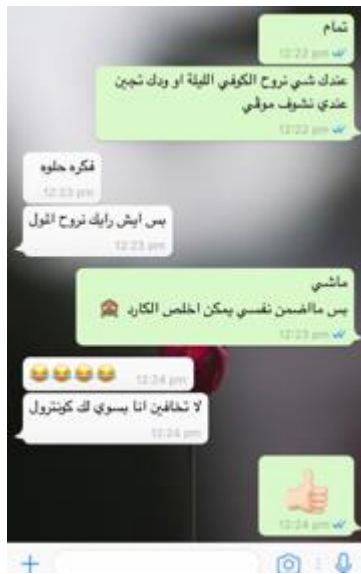 تمام
12:22 pm
عندك شي نروح الكوفي الليلة او ودك تجين
عندي نشوف موڤي
12:22 pm
فكره حلوه
12:23 pm
بس ايش رايك نروح المول
12:23 pm
ماشي
بس مااضمن نفسي يمكن اخلص الكارد 🙈
12:23 pm
😂😂😂😂
12:24 pm
لا تخافين انا بسوي لك كونترول
12:24 pm
👍🏻
12:24 pm